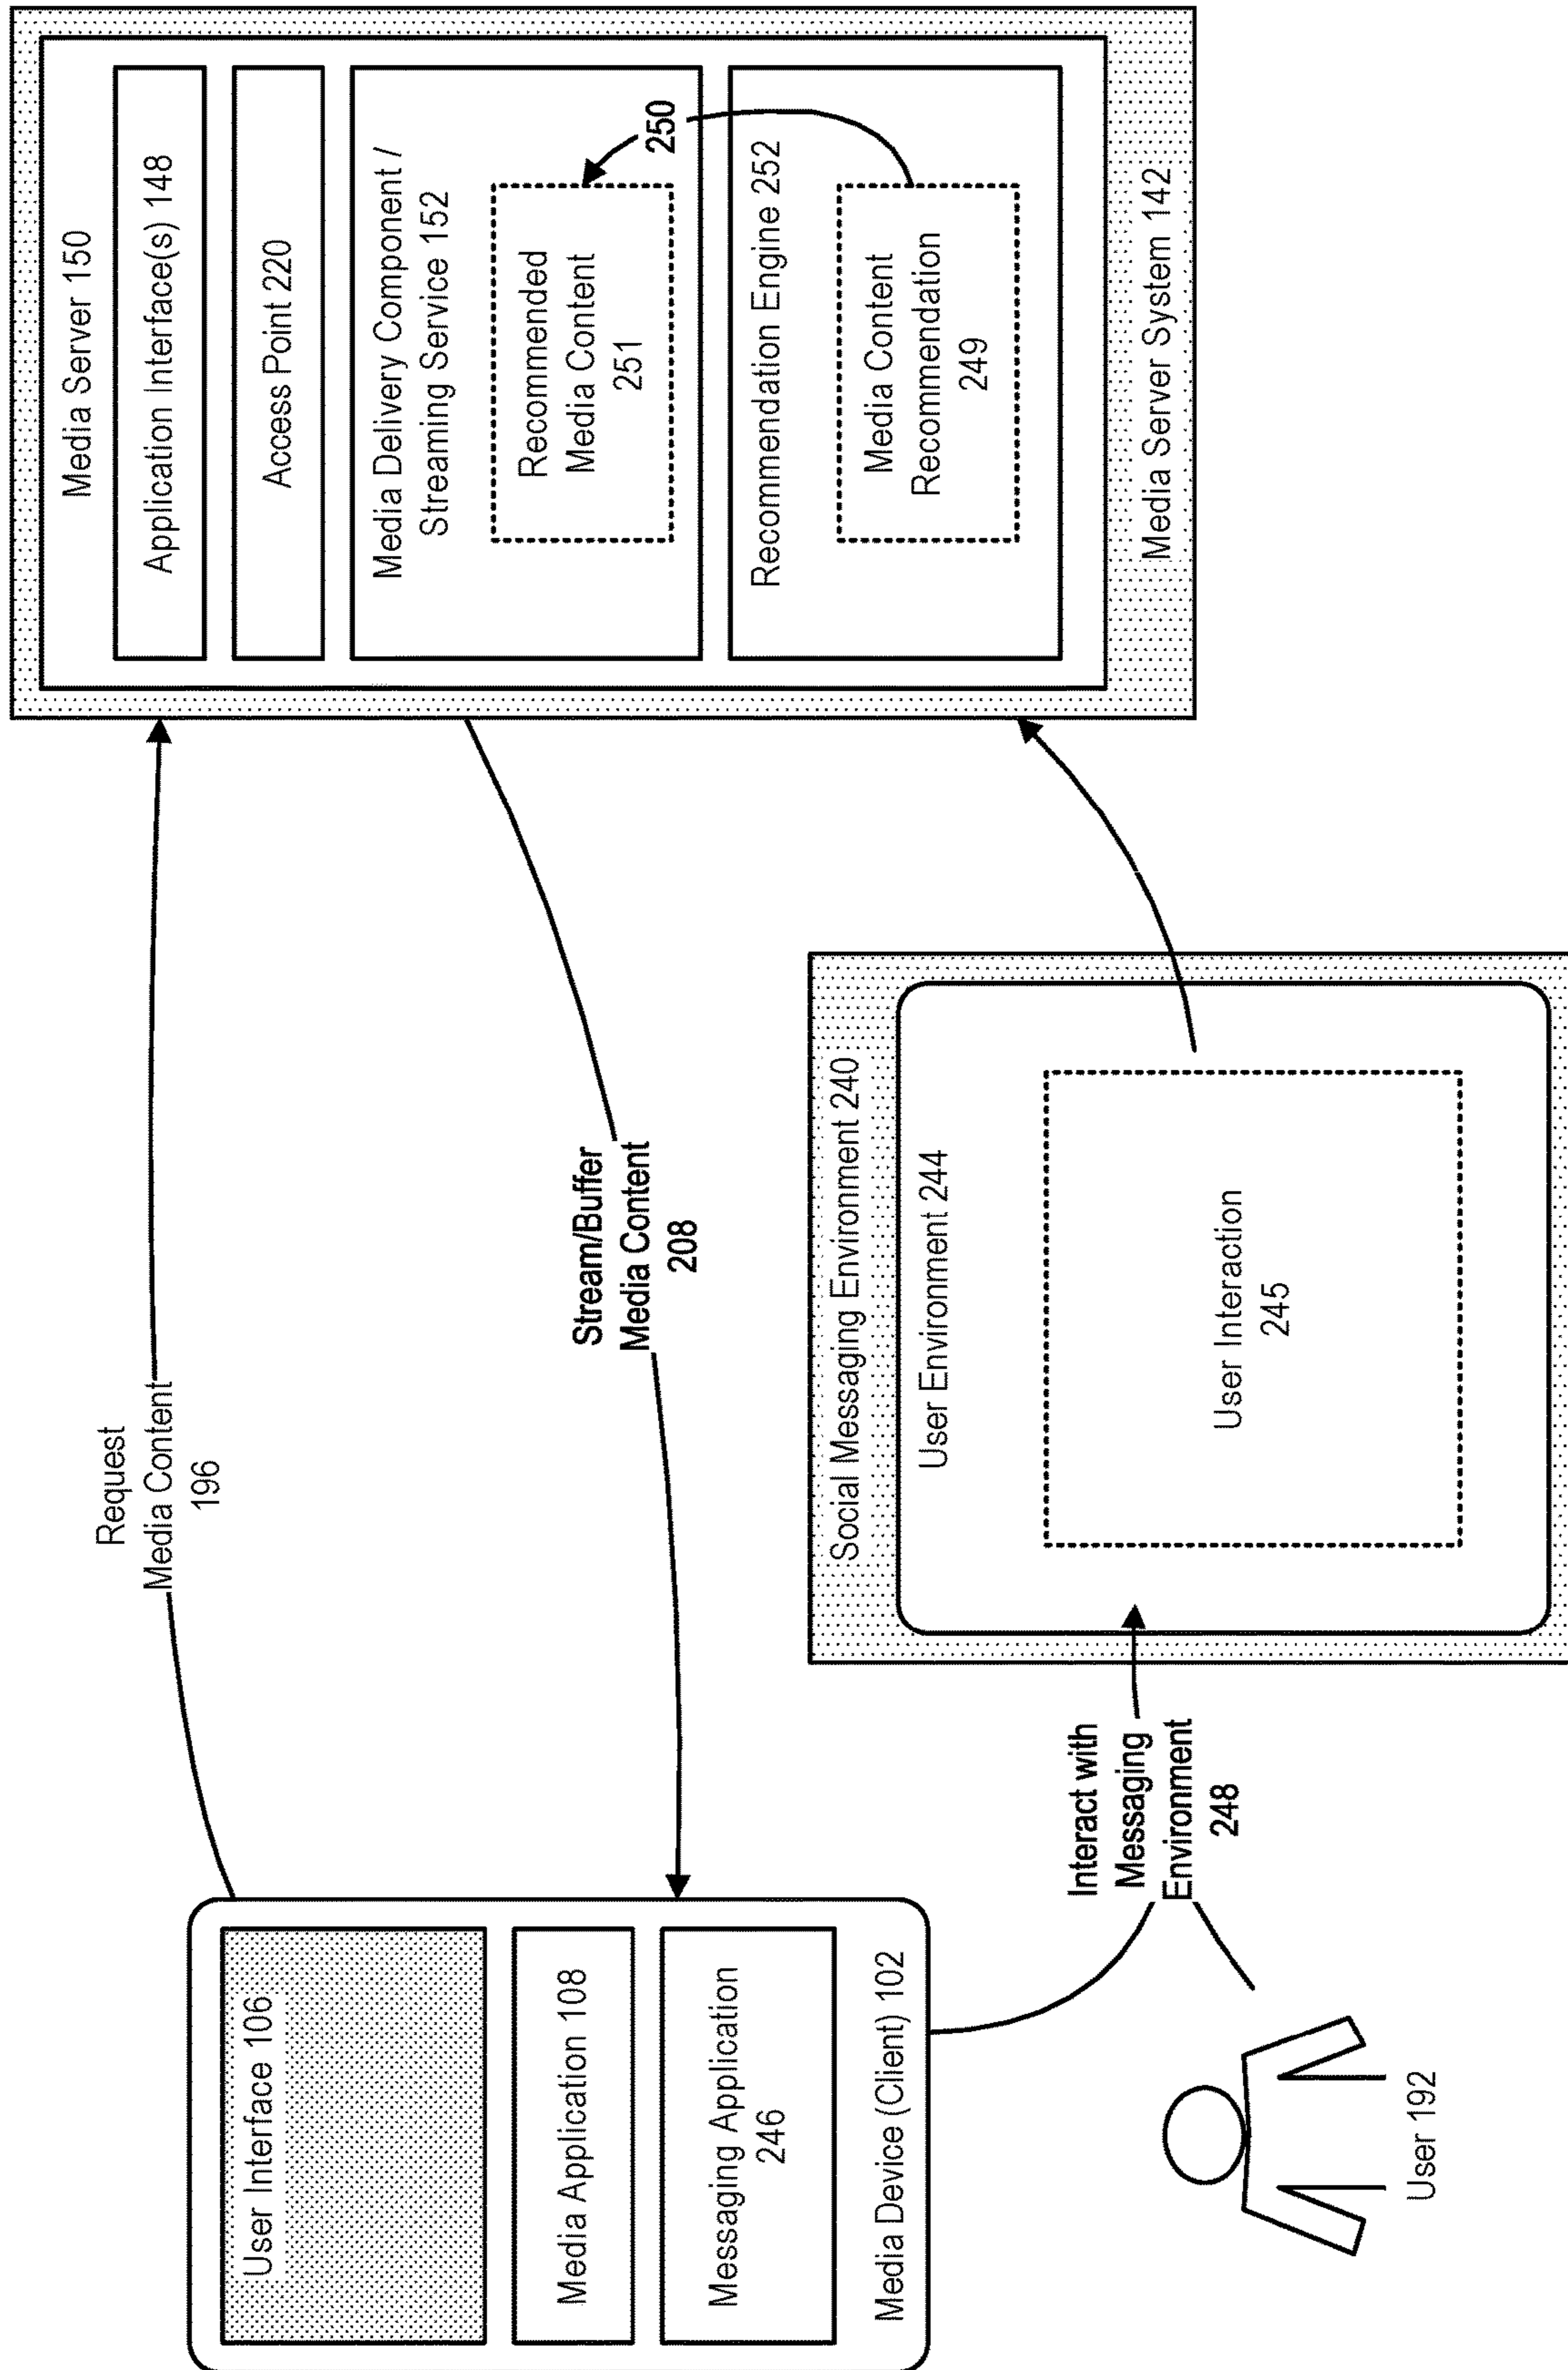 User Interface 106
Media Application 108
Messaging Application
246
Media Device (Client) 102
User 192
Request
Media Content
196
Stream/Buffer
Media Content
208
Interact with
Messaging
Environment
248
Social Messaging Environment 240
User Environment 244
User Interaction
245
Media Server 150
Application Interface(s) 148
Access Point 220
Media Delivery Component /
Streaming Service 152
Recommended
Media Content
251
250
Recommendation Engine 252
Media Content
Recommendation
249
Media Server System 142